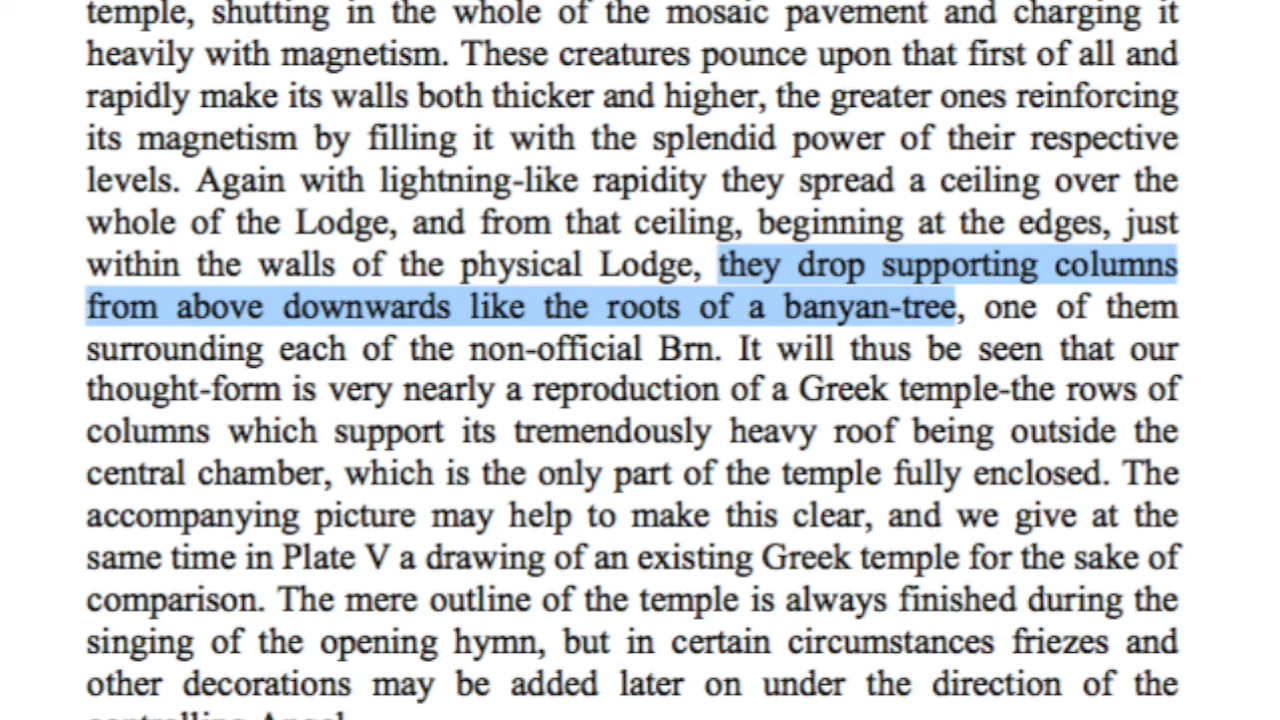 temple, shutting in the whole of the mosaic pavement and charging it
heavily with magnetism. These creatures pounce upon that first of all and
rapidly make its walls both thicker and higher, the greater ones reinforcing
its magnetism by filling it with the splendid power of their respective
levels. Again with lightning-like rapidity they spread a ceiling over the
whole of the Lodge, and from that ceiling, beginning at the edges, just
within the walls of the physical Lodge, they drop supporting columns
from above downwards like the roots of a banyan-tree, one of them
surrounding each of the non-official Brn. It will thus be seen that our
thought-form is very nearly a reproduction of a Greek temple-the rows of
columns which support its tremendously heavy roof being outside the
central chamber, which is the only part of the temple fully enclosed. The
accompanying picture may help to make this clear, and we give at the
same time in Plate V a drawing of an existing Greek temple for the sake of
comparison. The mere outline of the temple is always finished during the
singing of the opening hymn, but in certain circumstances friezes and
other decorations may be added later on under the direction of the
controlling Angel.